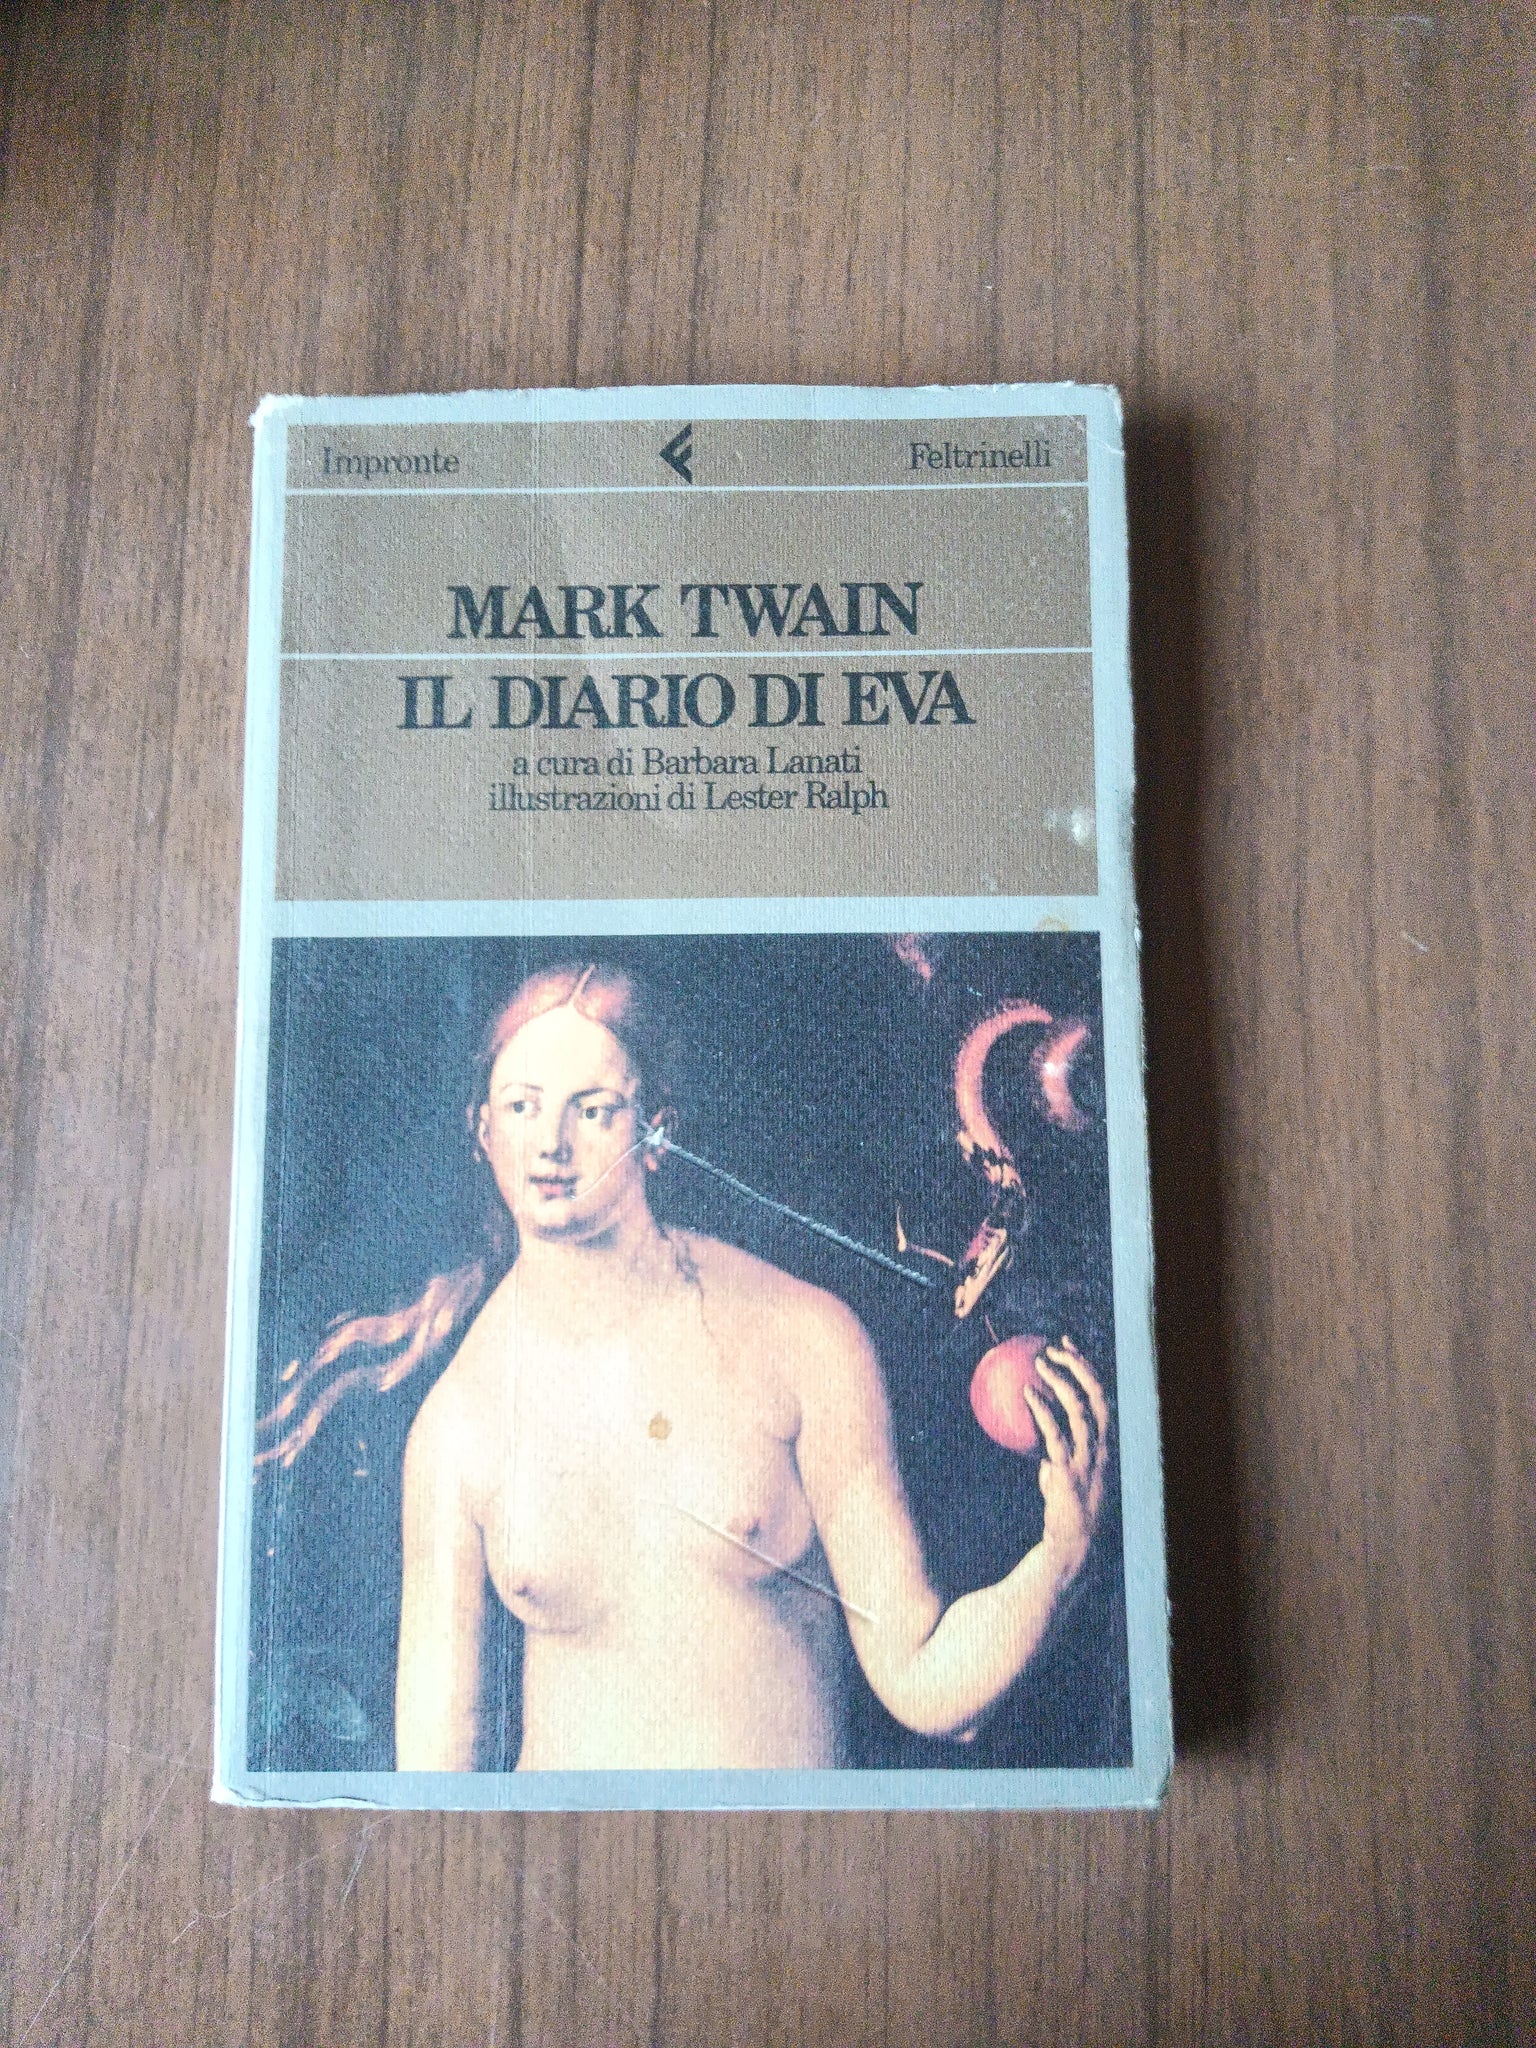 Impronte Feltrinelli
MARK TWAIN
IL DIARIO DI EVA
a cura di Barbara Lanati
illustrazioni di Lester Ralph